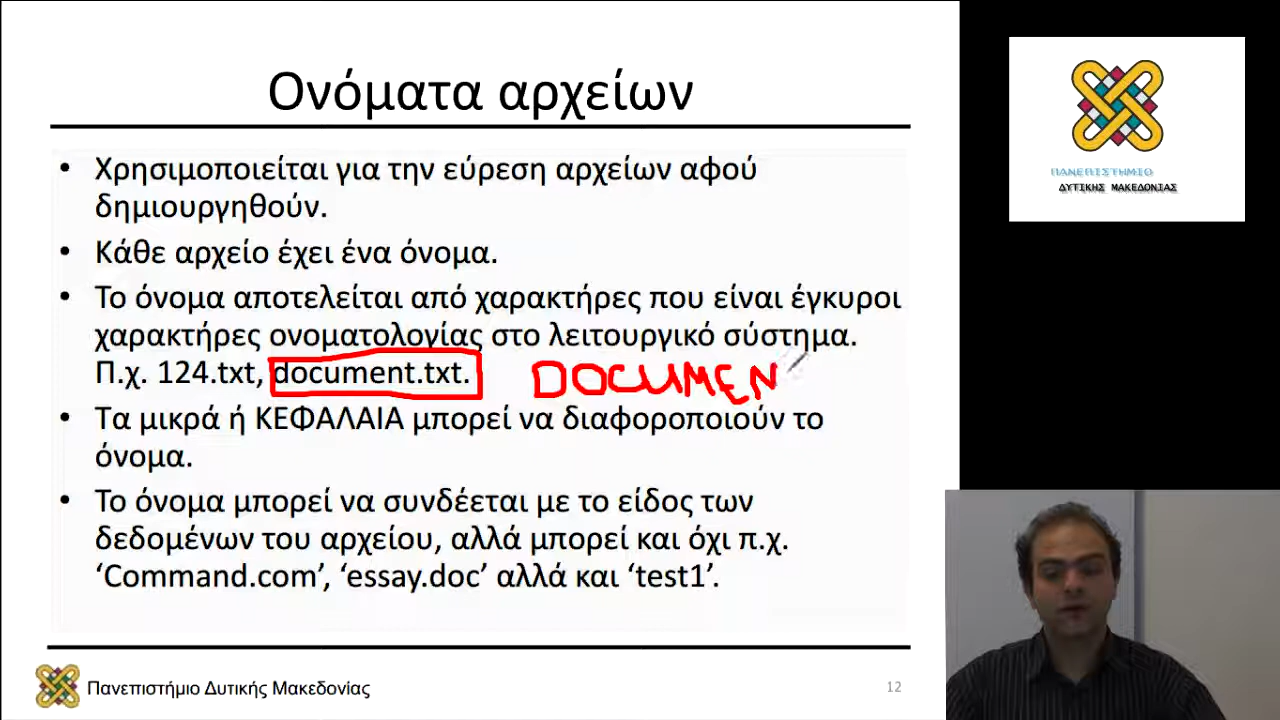 Ονόματα αρχείων
• Χρησιμοποιείται για την εύρεση αρχείων αφού
δημιουργηθούν.
• Κάθε αρχείο έχει ένα όνομα.
• Το όνομα αποτελείται από χαρακτήρες που είναι έγκυροι
χαρακτήρες ονοματολογίας στο λειτουργικό σύστημα.
Π.χ. 124.txt, document.txt. DOCUMEN
• Τα μικρά ή ΚΕΦΑΛΑΙΑ μπορεί να διαφοροποιούν το
όνομα.
• Το όνομα μπορεί να συνδέεται με το είδος των
δεδομένων του αρχείου, αλλά μπορεί και όχι π.χ.
‘Command.com’, ‘essay.doc’ αλλά και ‘test1’.
Πανεπιστήμιο Δυτικής Μακεδονίας
12
ΠΑΝΕΠΙΣΤΗΜΙΟ
ΔΥΤΙΚΗΣ ΜΑΚΕΔΟΝΙΑΣ